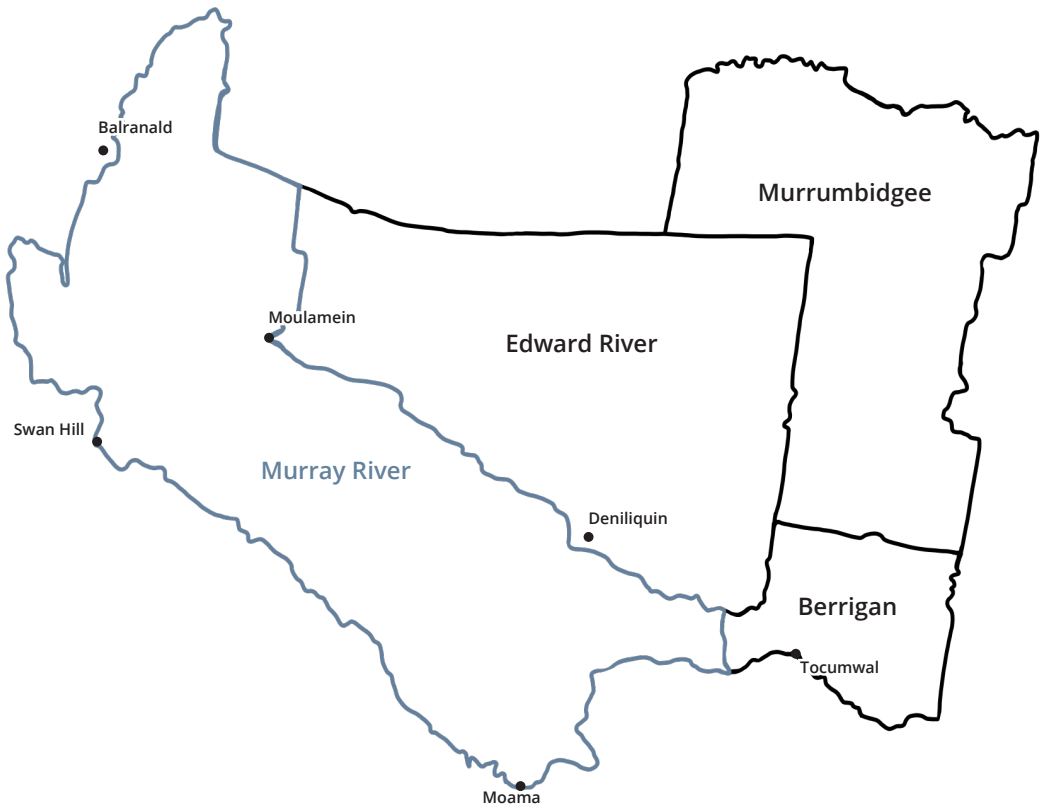 Balranald
Murrumbidgee
Moulamein
Edward River
Swan Hill
Murray River
Deniliquin
Berrigan
Tocumwal
Moama